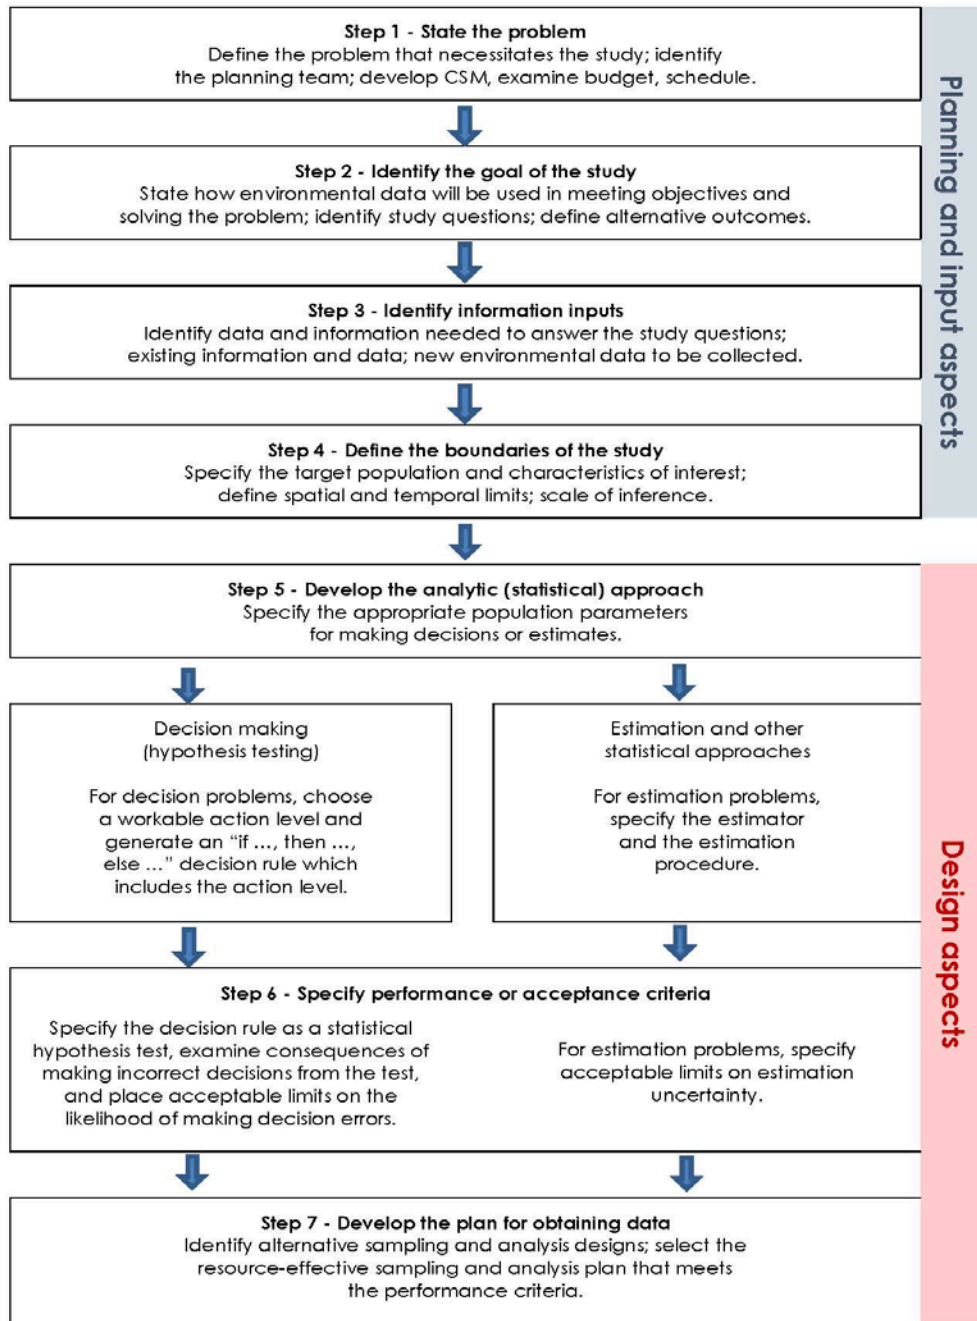 Step 1 - State the problem
Define the problem that necessitates the study; identify
the planning team; develop CSM, examine budget, schedule.
Step 2 - Identify the goal of the study
State how environmental data will be used in meeting objectives and
solving the problem; identify study questions; define alternative outcomes.
Step 3 - Identify information inputs
Identify data and information needed to answer the study questions;
existing information and data; new environmental data to be collected.
Step 4 - Define the boundaries of the study
Specify the target population and characteristics of interest;
define spatial and temporal limits; scale of inference.
Planning and input aspects
Step 5 - Develop the analytic (statistical) approach
Specify the appropriate population parameters
for making decisions or estimates.
Decision making
(hypothesis testing)
For decision problems, choose
a workable action level and
generate an “if ..., then ...,
else ...” decision rule which
includes the action level.
Estimation and other
statistical approaches
For estimation problems,
specify the estimator
and the estimation
procedure.
Step 6 - Specify performance or acceptance criteria
Specify the decision rule as a statistical
hypothesis test, examine consequences of
making incorrect decisions from the test,
and place acceptable limits on the
likelihood of making decision errors.
For estimation problems, specify
acceptable limits on estimation
uncertainty.
Step 7 - Develop the plan for obtaining data
Identify alternative sampling and analysis designs; select the
resource-effective sampling and analysis plan that meets
the performance criteria.
Design aspects